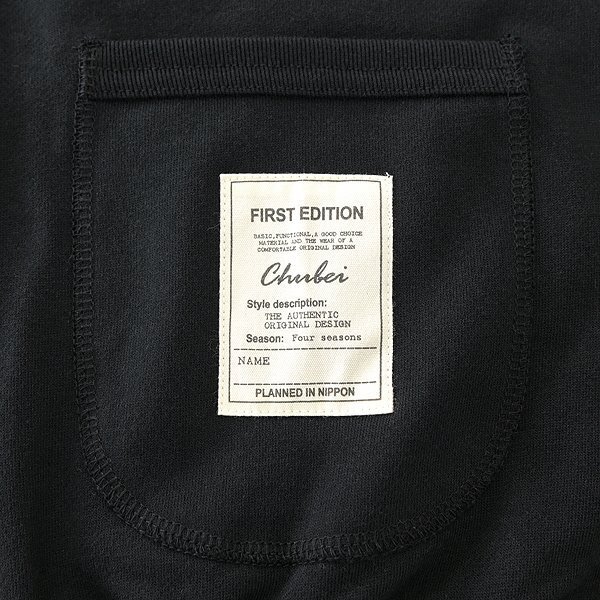 FIRST EDITION
BASIC,FUNCTIONAL,A GOOD CHOICE
MATERIAL AND THE WEAR OF A
COMFORTABLE ORIGINAL DESIGN
Chubei
Style description:
THE AUTHENTIC
ORIGINAL DESIGN
Season: Four seasons
NAME
PLANNED IN NIPPON